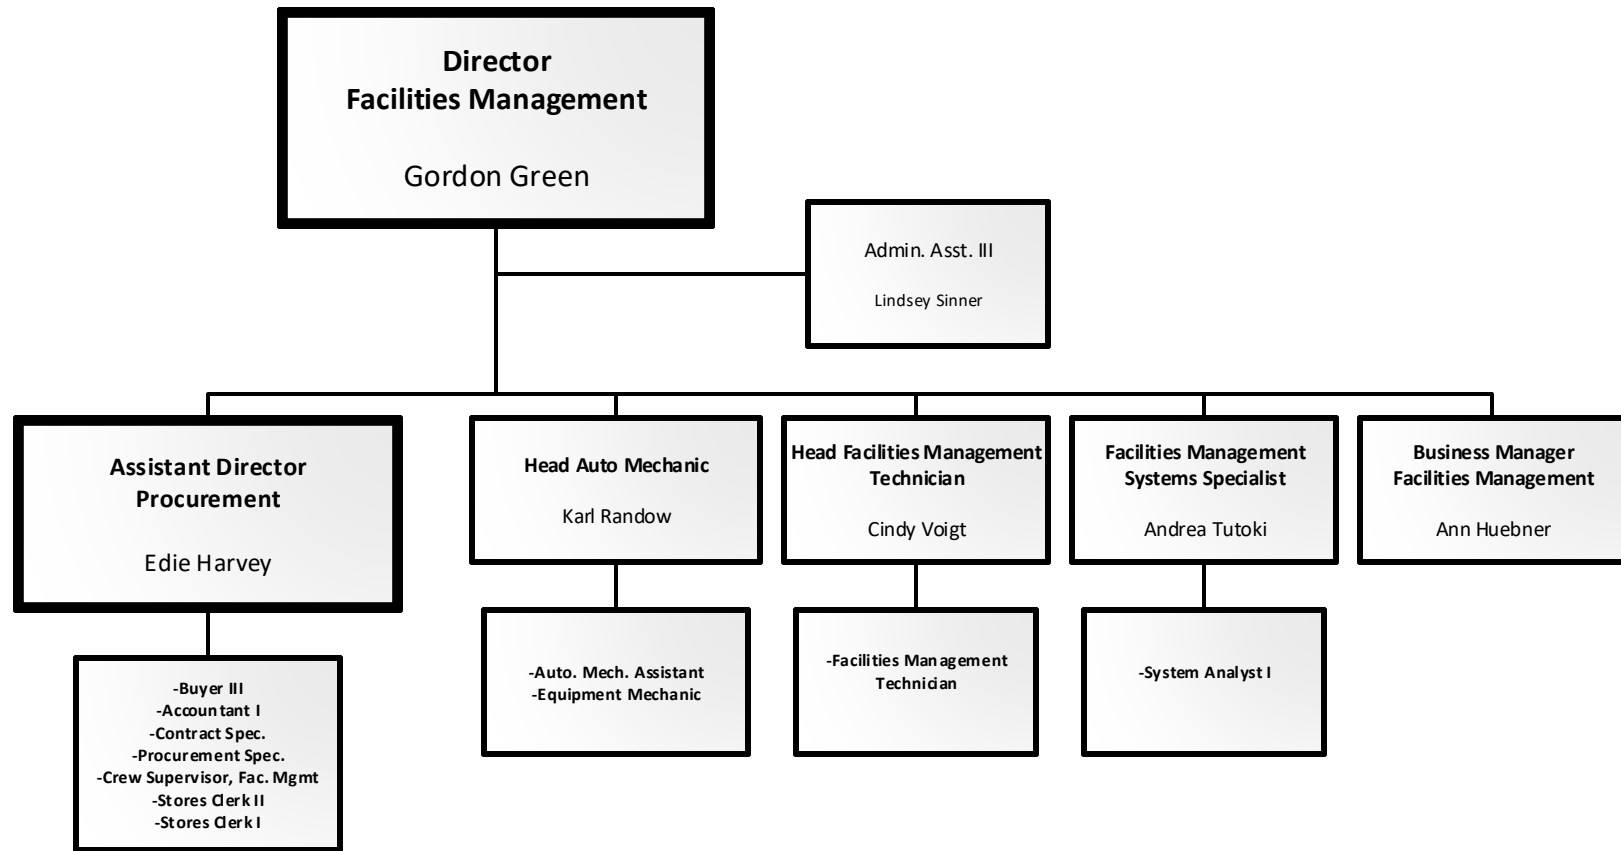 Director
Facilities Management
Gordon Green
Admin. Asst. III
Lindsey Sinner
Assistant Director
Procurement
Edie Harvey
Head Auto Mechanic
Karl Randow
Head Facilities Management
Technician
Cindy Voigt
Facilities Management
Systems Specialist
Andrea Tutoki
Business Manager
Facilities Management
Ann Huebner
-Buyer III
-Accountant I
-Contract Spec.
-Procurement Spec.
-Crew Supervisor, Fac. Mgmt
-Stores Clerk II
-Stores Clerk I
-Auto. Mech. Assistant
-Equipment Mechanic
-Facilities Management
Technician
-System Analyst I